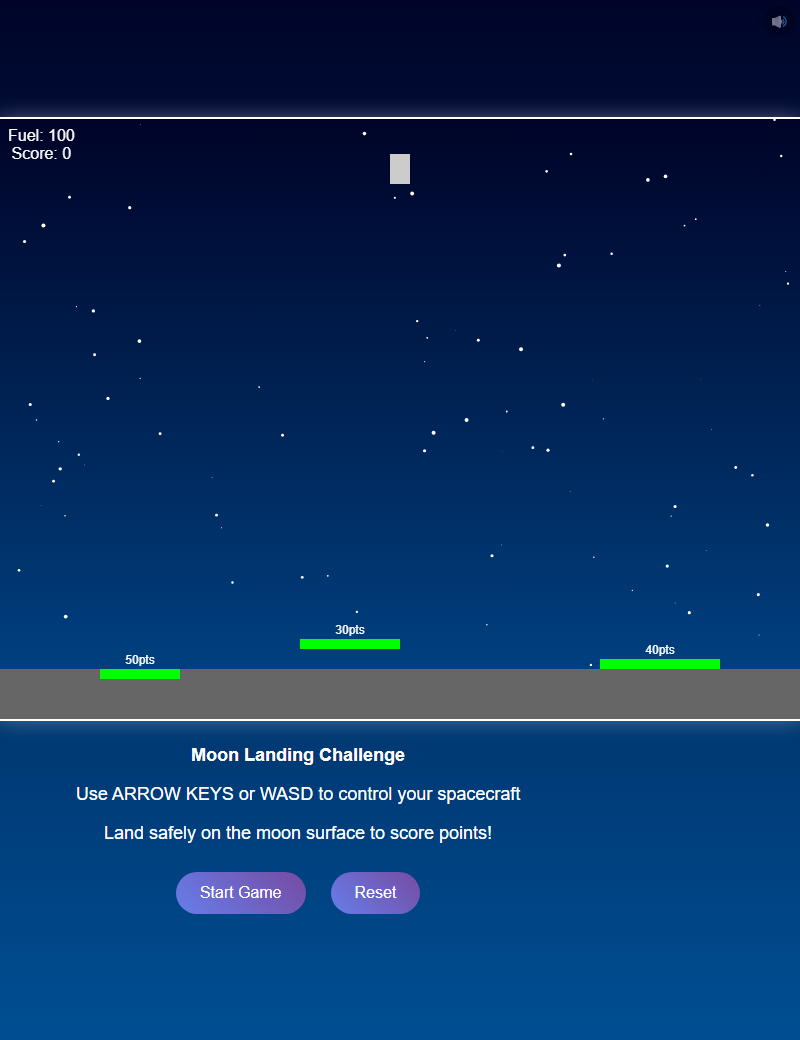 Fuel: 100
Score: 0
30pts
40pts
50pts
Moon Landing Challenge
Use ARROW KEYS or WASD to control your spacecraft
Land safely on the moon surface to score points!
Start Game
Reset